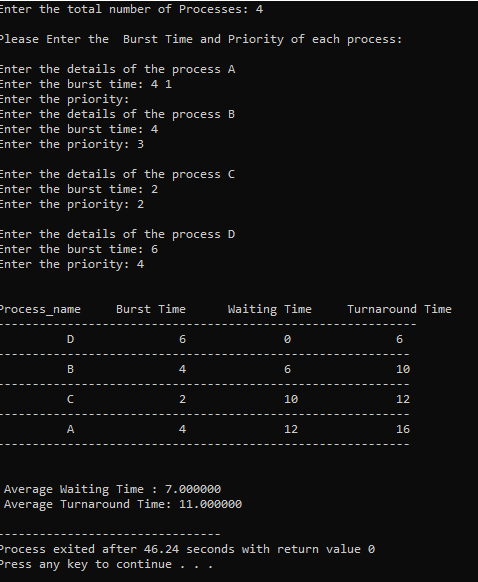 Enter the total number of Processes: 4
Please Enter the  Burst Time and Priority of each process:
Enter the details of the process A
Enter the burst time: 4 1
Enter the priority:
Enter the details of the process B
Enter the burst time: 4
Enter the priority: 3
Enter the details of the process C
Enter the burst time: 2
Enter the priority: 2
Enter the details of the process D
Enter the burst time: 6
Enter the priority: 4
Process_name     Burst Time      Waiting Time     Turnaround Time
------------------------------------------------------------
D               6               0               6
-----------------------------------------------------------
B               4               6               10
-----------------------------------------------------------
C               2               10              12
-----------------------------------------------------------
A               4               12              16
-----------------------------------------------------------
Average Waiting Time : 7.000000
Average Turnaround Time: 11.000000
--------------------------------
Process exited after 46.24 seconds with return value 0
Press any key to continue . . .